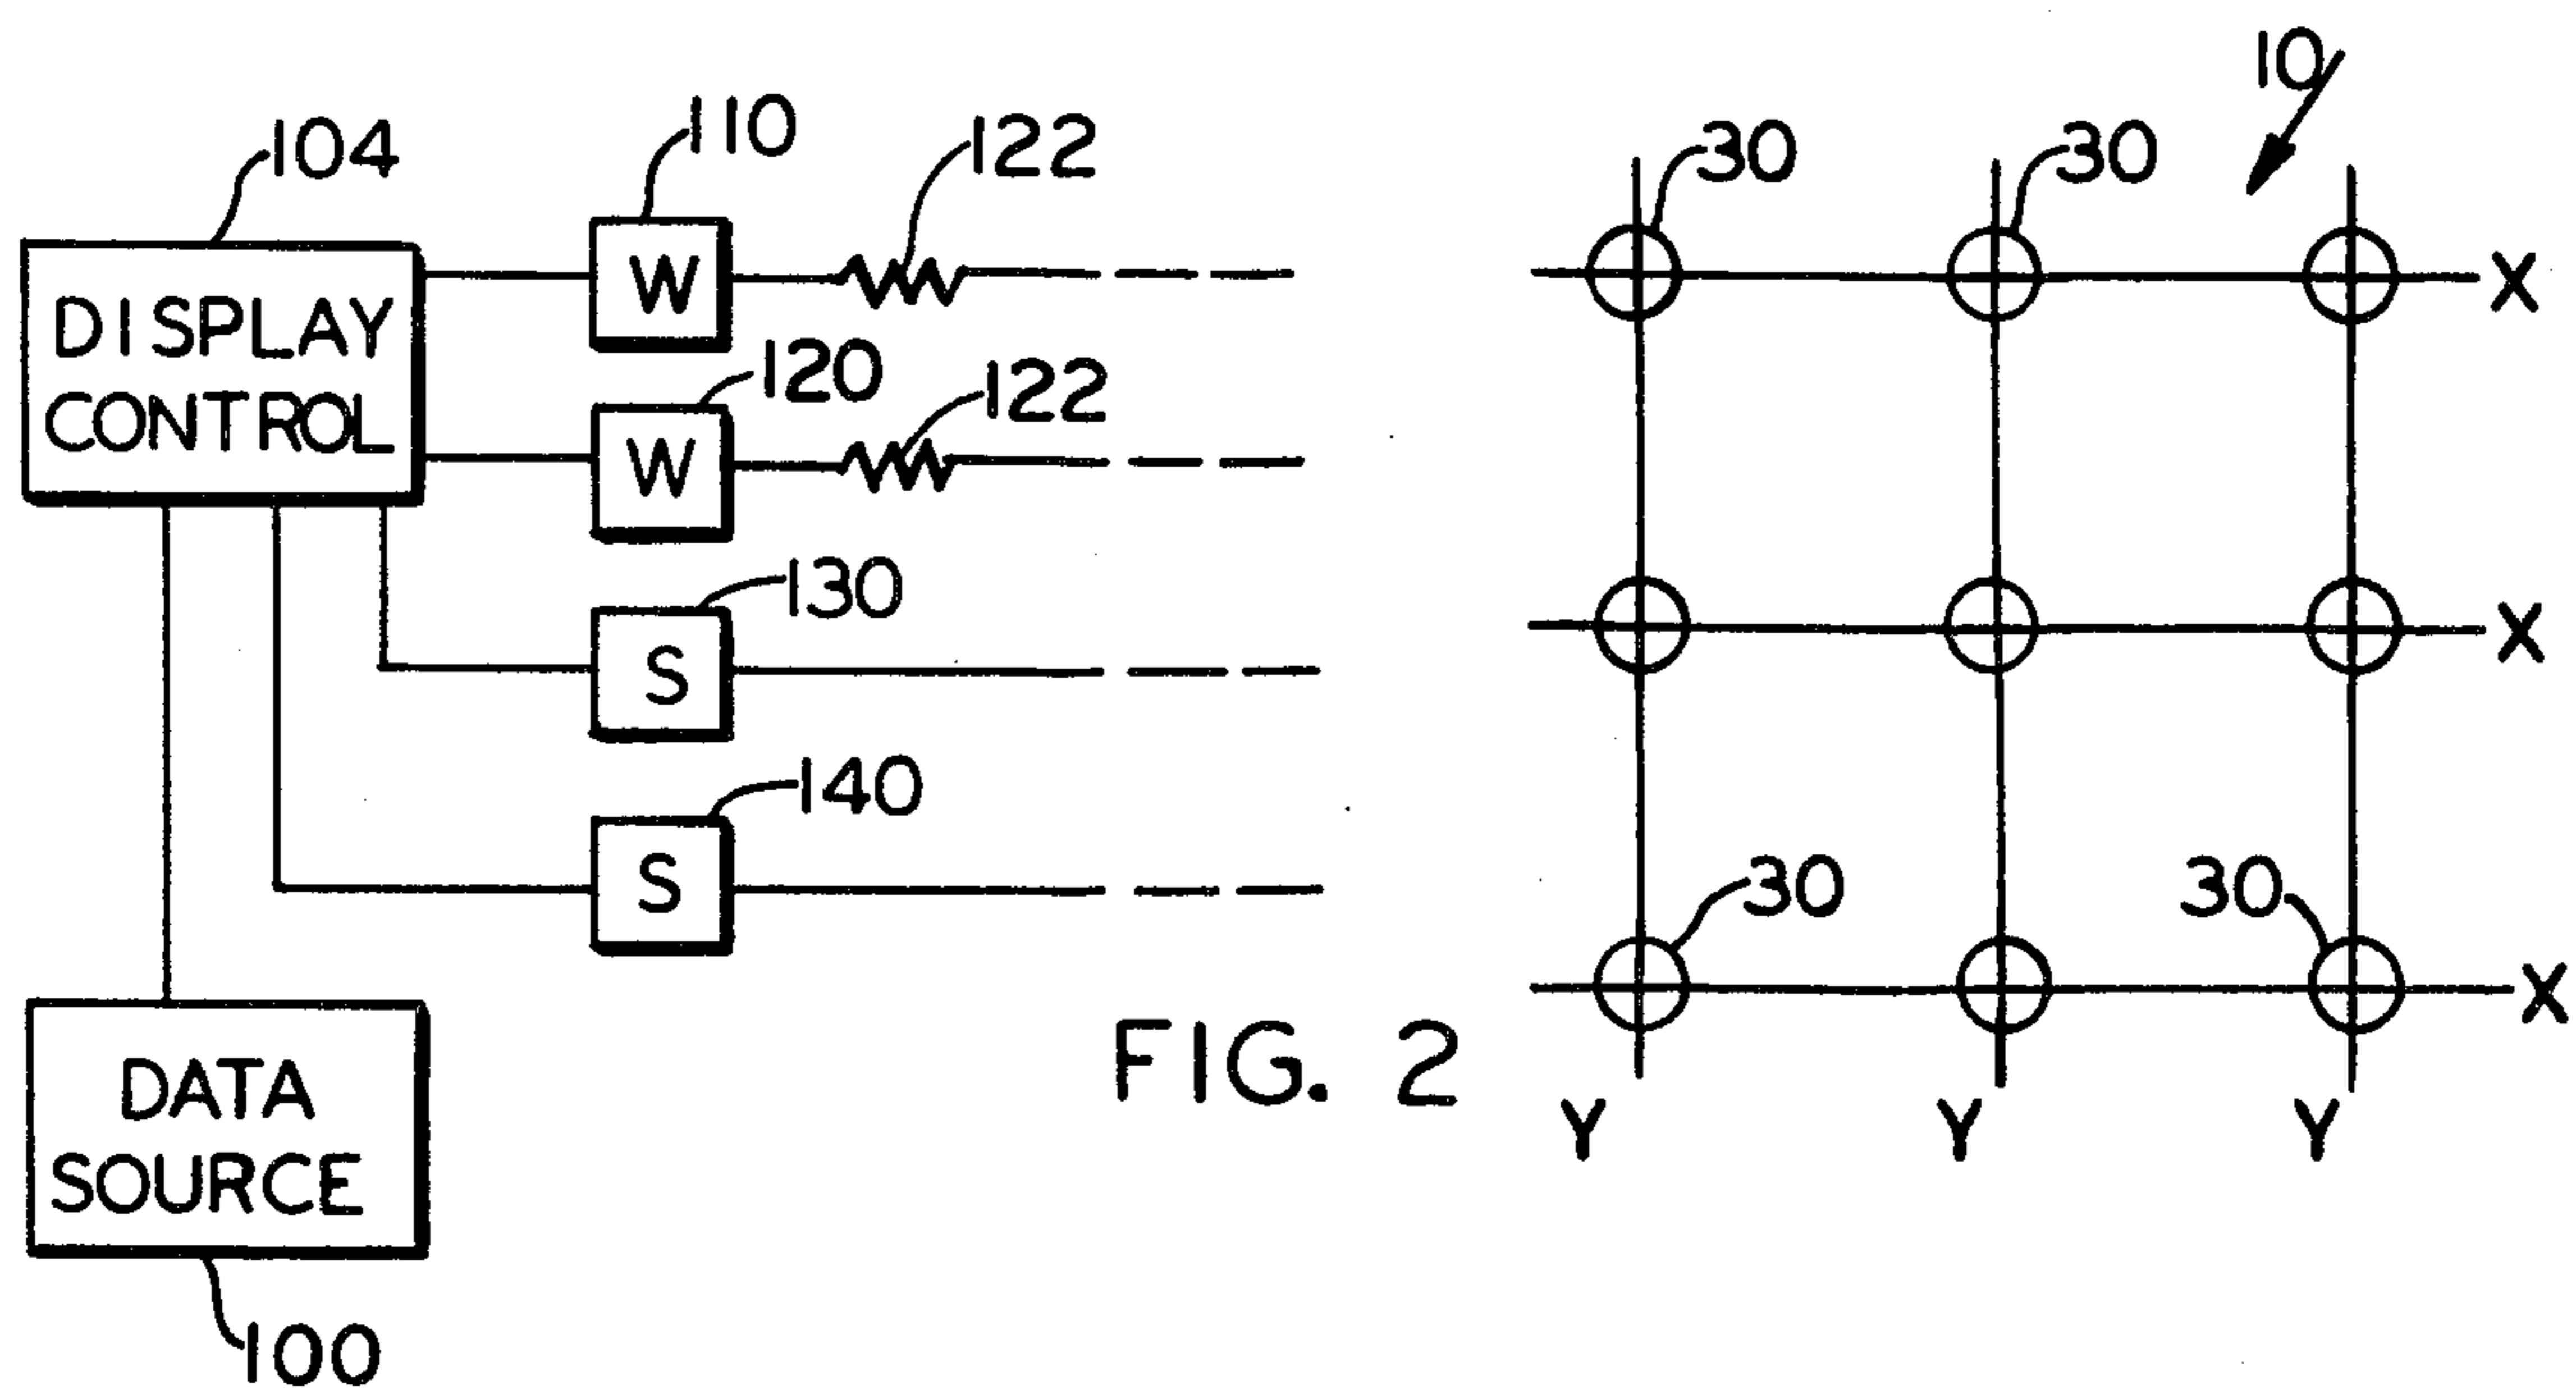 104
110
122
10
30
30
DISPLAY
CONTROL
W
X
120
122
W
130
S
X
140
S
30
30
X
DATA
SOURCE
FIG. 2
Y
Y
Y
100